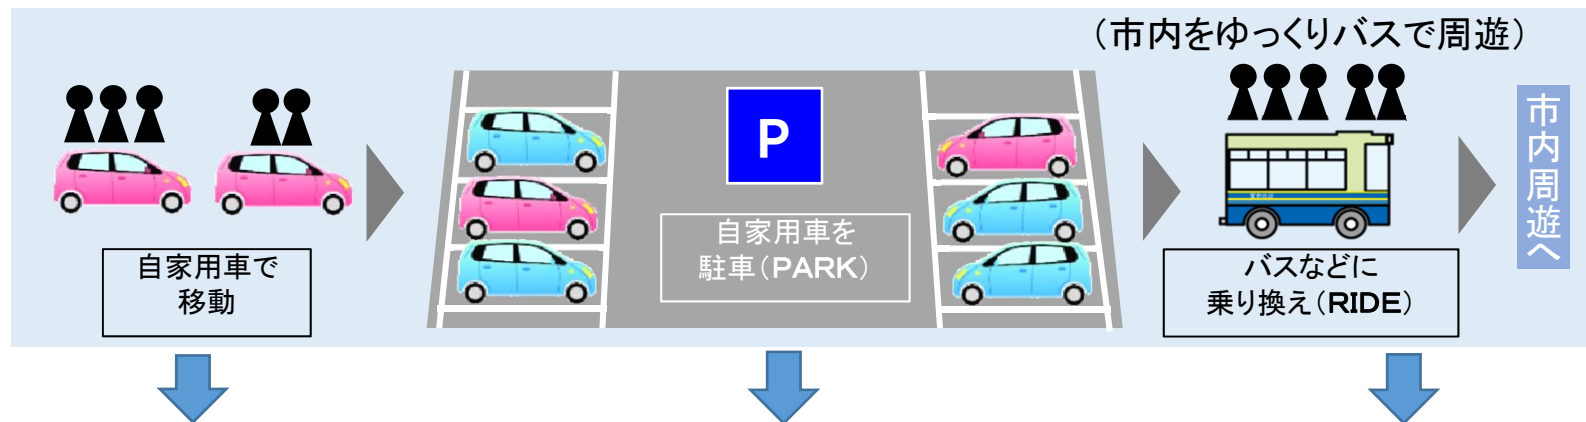 （市内をゆっくりバスで周遊）
P
自家用車で
移動
自家用車を
駐車（PARK）
バスなどに
乗り換え（RIDE）
市内周遊へ